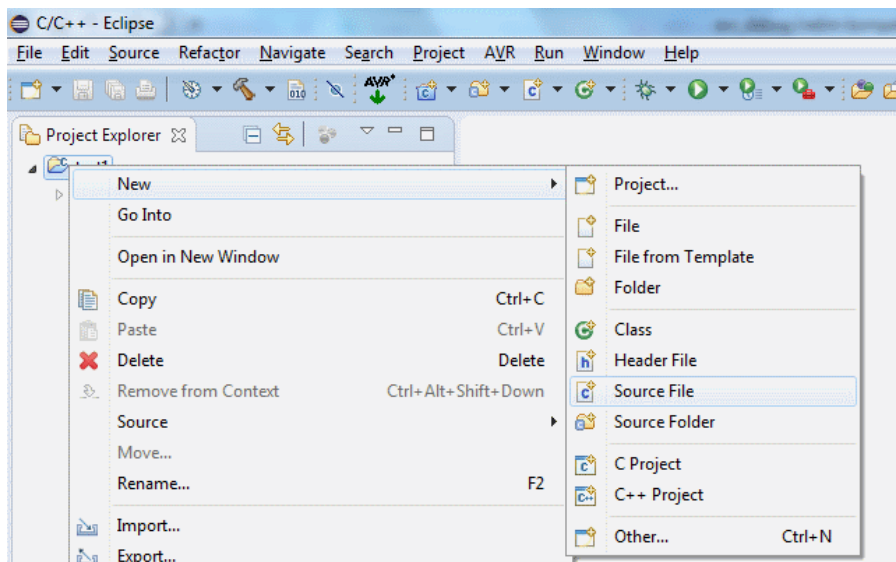 C/C++ - Eclipse
File Edit Source Refactor Navigate Search Project AVR Run Window Help
AVR
010
Project Explorer
New
Go Into
Open in New Window
Copy Ctrl+C
Paste Ctrl+V
Delete Delete
Remove from Context Ctrl+Alt+Shift+Down
Source
Move...
Rename... F2
Import...
Export...
Project...
File
File from Template
Folder
Class
Header File
Source File
Source Folder
C Project
C++ Project
Other... Ctrl+N